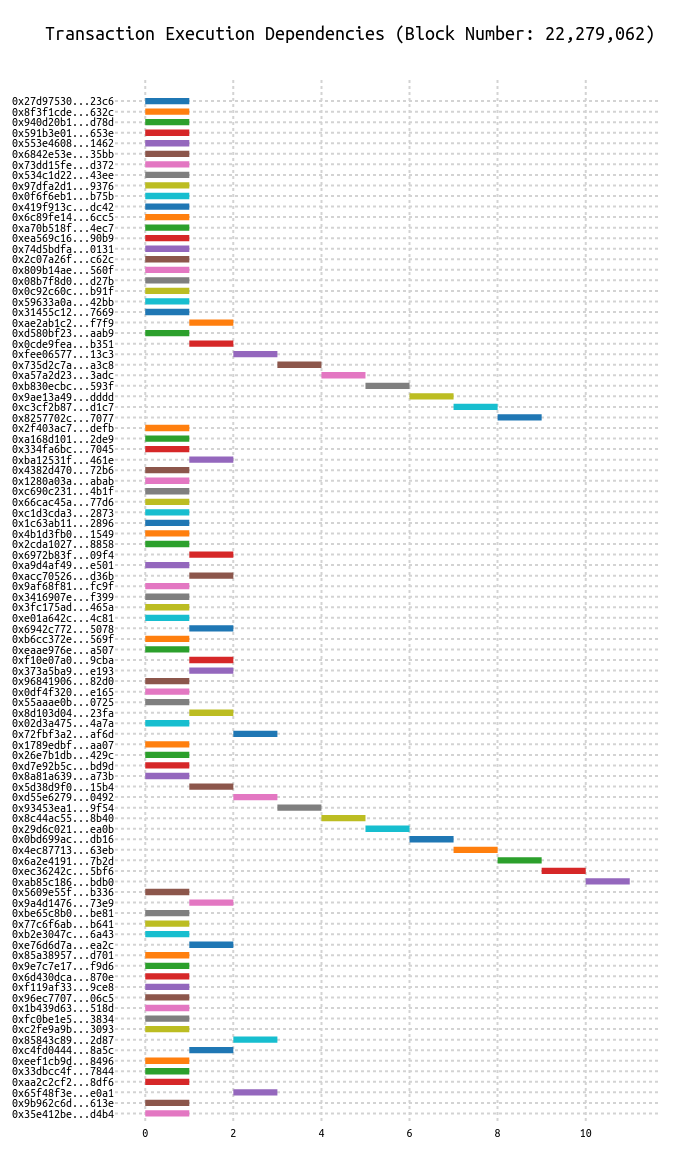 Transaction Execution Dependencies (Block Number: 22,279,062)
0x27d97530...23c6
0x8f3f1cde...632c
0x940d20b1...d78d
0x591b3e01...653e
0x553e4608...1462
0x6842e53e...35bb
0x73dd15fe...d372
0x534c1d22...43ee
0x97dfa2d1...9376
0x0f6f6eb1...b75b
0x419f913c...dc42
0x6c89fe14...6cc5
0xa70b518f...4ec7
0xea569c16...90b9
0x74d5bdfa...0131
0x2c07a26f...c62c
0x809b14ae...560f
0x08b7f8d0...d27b
0x0c92c60c...b91f
0x59633a0a...42bb
0x31455c12...7669
0xae2ab1c2...f7f9
0xd580bf23...aab9
0x0cde9fea...b351
0xfee06577...13c3
0x735d2c7a...a3c8
0xa57a2d23...3adc
0xb830ecbc...593f
0x9ae13a49...dddd
0xc3cf2b87...d1c7
0x8257702c...7077
0x2f403ac7...defb
0xa168d101...2de9
0x334fa6bc...7045
0xba12531f...461e
0x4382d470...72b6
0x1280a03a...abab
0xc690c231...4b1f
0x66cac45a...77d6
0xc1d3cda3...2873
0x1c63ab11...2896
0x4b1d3fb0...1549
0x2cda1027...8858
0x6972b83f...09f4
0xa9d4af49...e501
0xacc70526...d36b
0x9af68f81...fc9f
0x3416907e...f399
0x3fc175ad...465a
0xe01a642c...4c81
0x6942c772...5078
0xb6cc372e...569f
0xeaae976e...a507
0xf10e07a0...9cba
0x373a5ba9...e193
0x96841906...82d0
0x0df4f320...e165
0x55aaae0b...0725
0x8d103d04...23fa
0x02d3a475...4a7a
0x72fbf3a2...af6d
0x1789edbf...aa07
0x26e7b1db...429c
0xd7e92b5c...bd9d
0x8a81a639...a73b
0x5d38d9f0...15b4
0xd55e6279...0492
0x93453ea1...9f54
0x8c44ac55...8b40
0x29d6c021...ea0b
0x0bd699ac...db16
0x4ec87713...63eb
0x6a2e4191...7b2d
0xec36242c...5bf6
0xab85c186...bdb0
0x5609e55f...b336
0x9a4d1476...73e9
0xbe65c8b0...be81
0x77c6f6ab...b641
0xb2e3047c...6a43
0xe76d6d7a...ea2c
0x85a38957...d701
0x9e7c7e17...f9d6
0x6d430dca...870e
0xf119af33...9ce8
0x96ec7707...06c5
0x1b439d63...518d
0xfc0be1e5...3834
0xc2fe9a9b...3093
0x85843c89...2d87
0xc4fd0444...8a5c
0xeef1cb9d...8496
0x33dbcc4f...7844
0xaa2c2cf2...8df6
0x65f48f3e...e0a1
0x9b962c6d...613e
0x35e412be...d4b4
0 2 4 6 8 10